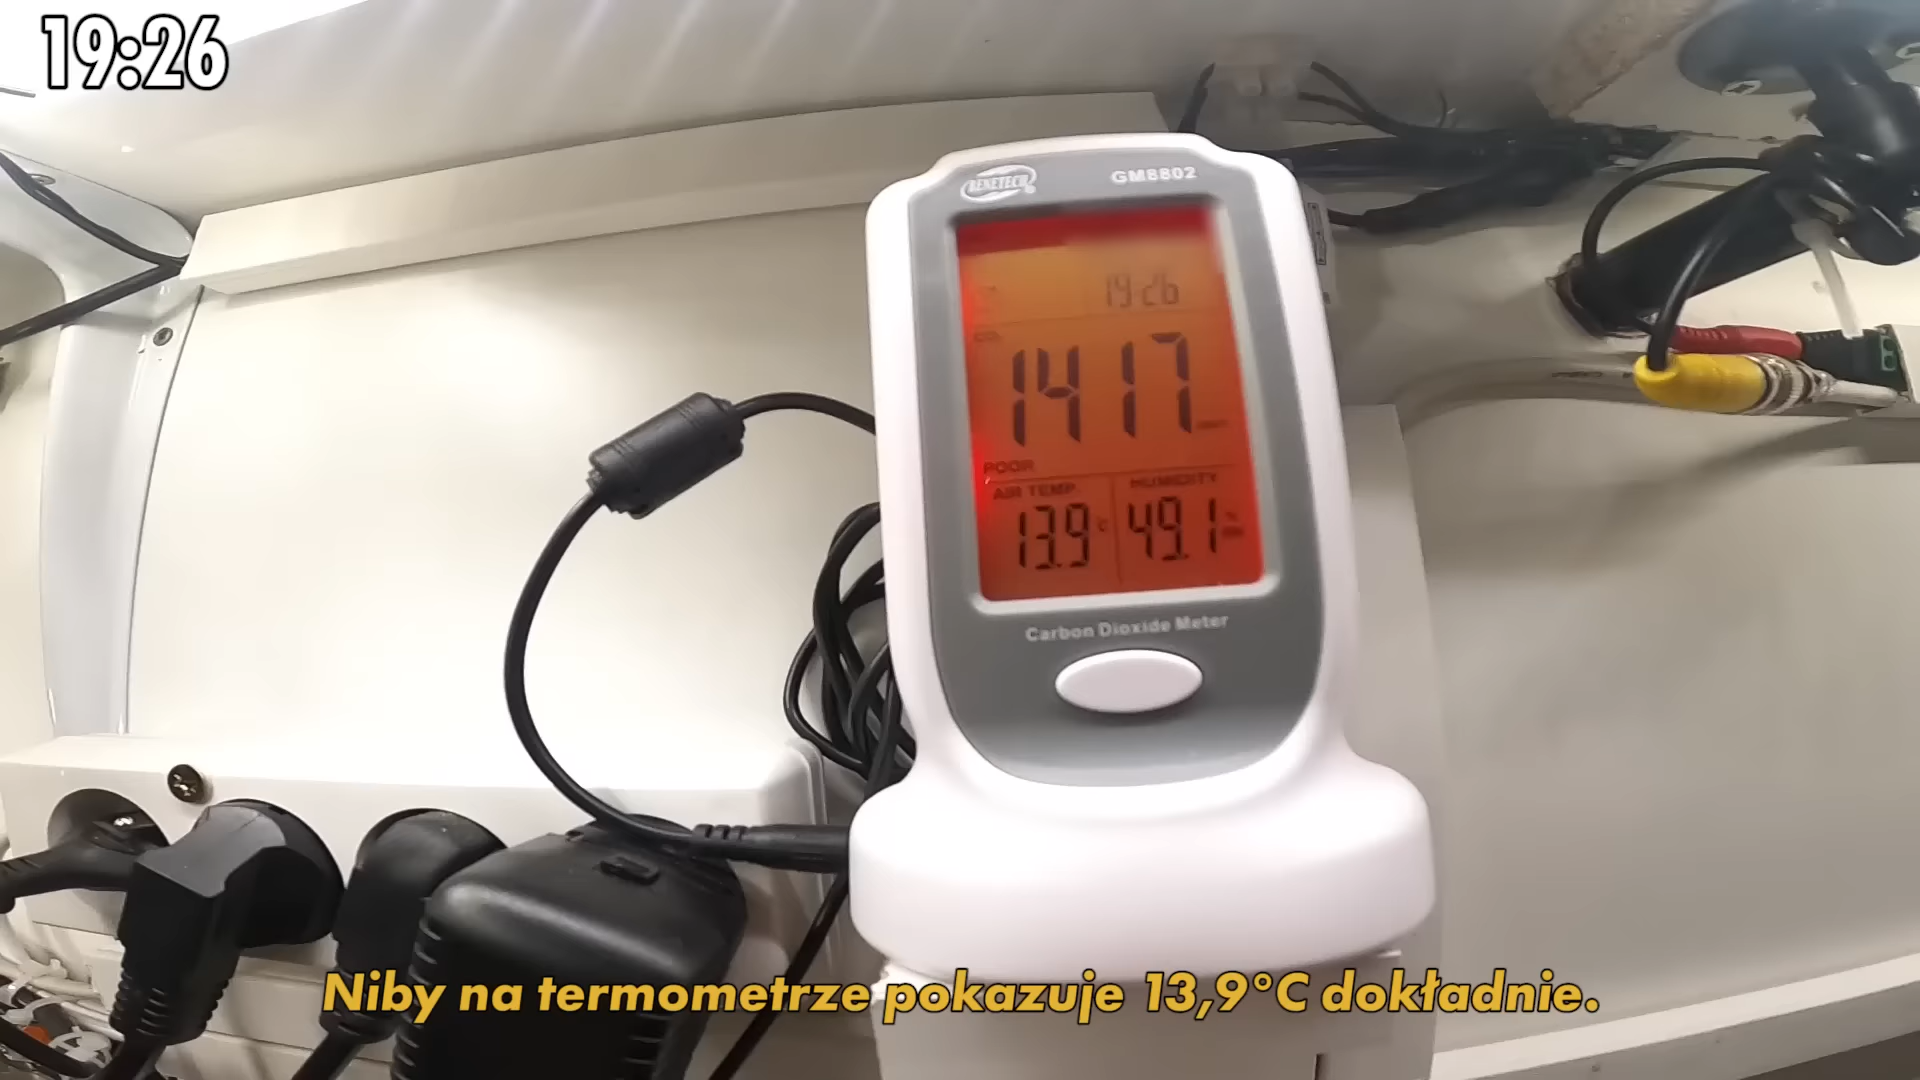 19:26
BENETECH
GM8802
19:26
CO₂
1417
POOR
AIR TEMP
HUMIDITY
13.9 °C
49.1 %
Carbon Dioxide Meter
Niby na termometrze pokazuje 13,9°C dokładnie.